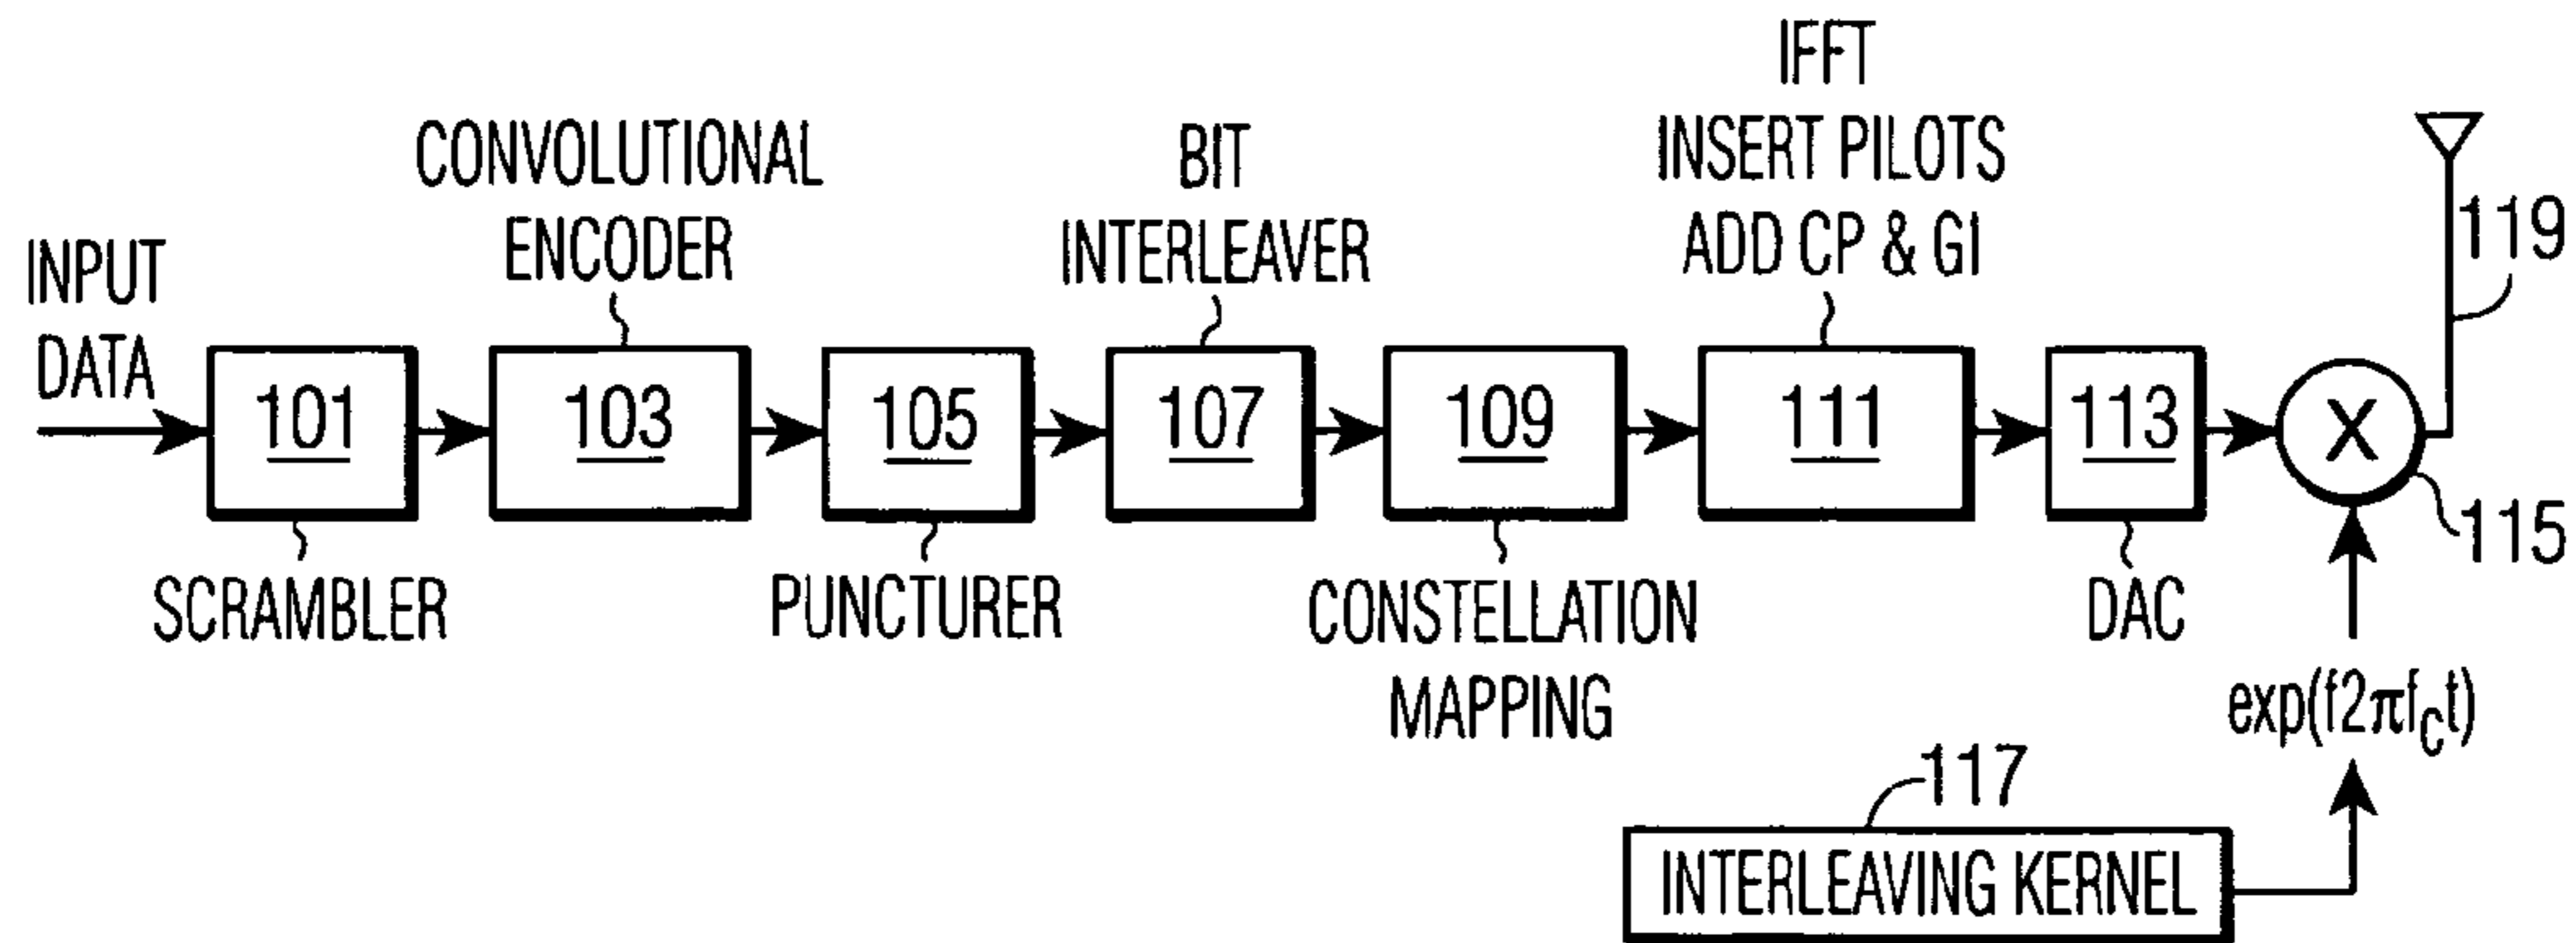 INPUT
DATA
101
SCRAMBLER
CONVOLUTIONAL
ENCODER
103
105
PUNCTURER
BIT
INTERLEAVER
107
109
CONSTELLATION
MAPPING
IFFT
INSERT PILOTS
ADD CP & GI
111
113
DAC
X
115
119
exp(f2πf_ct)
117
INTERLEAVING KERNEL